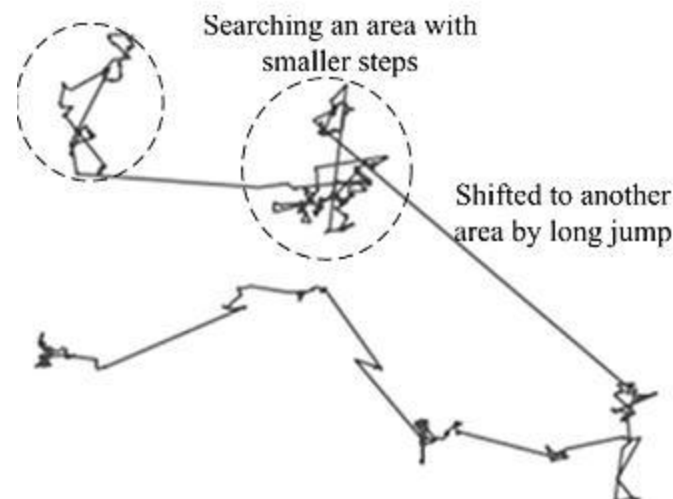 Searching an area with
smaller steps
Shifted to another
area by long jump